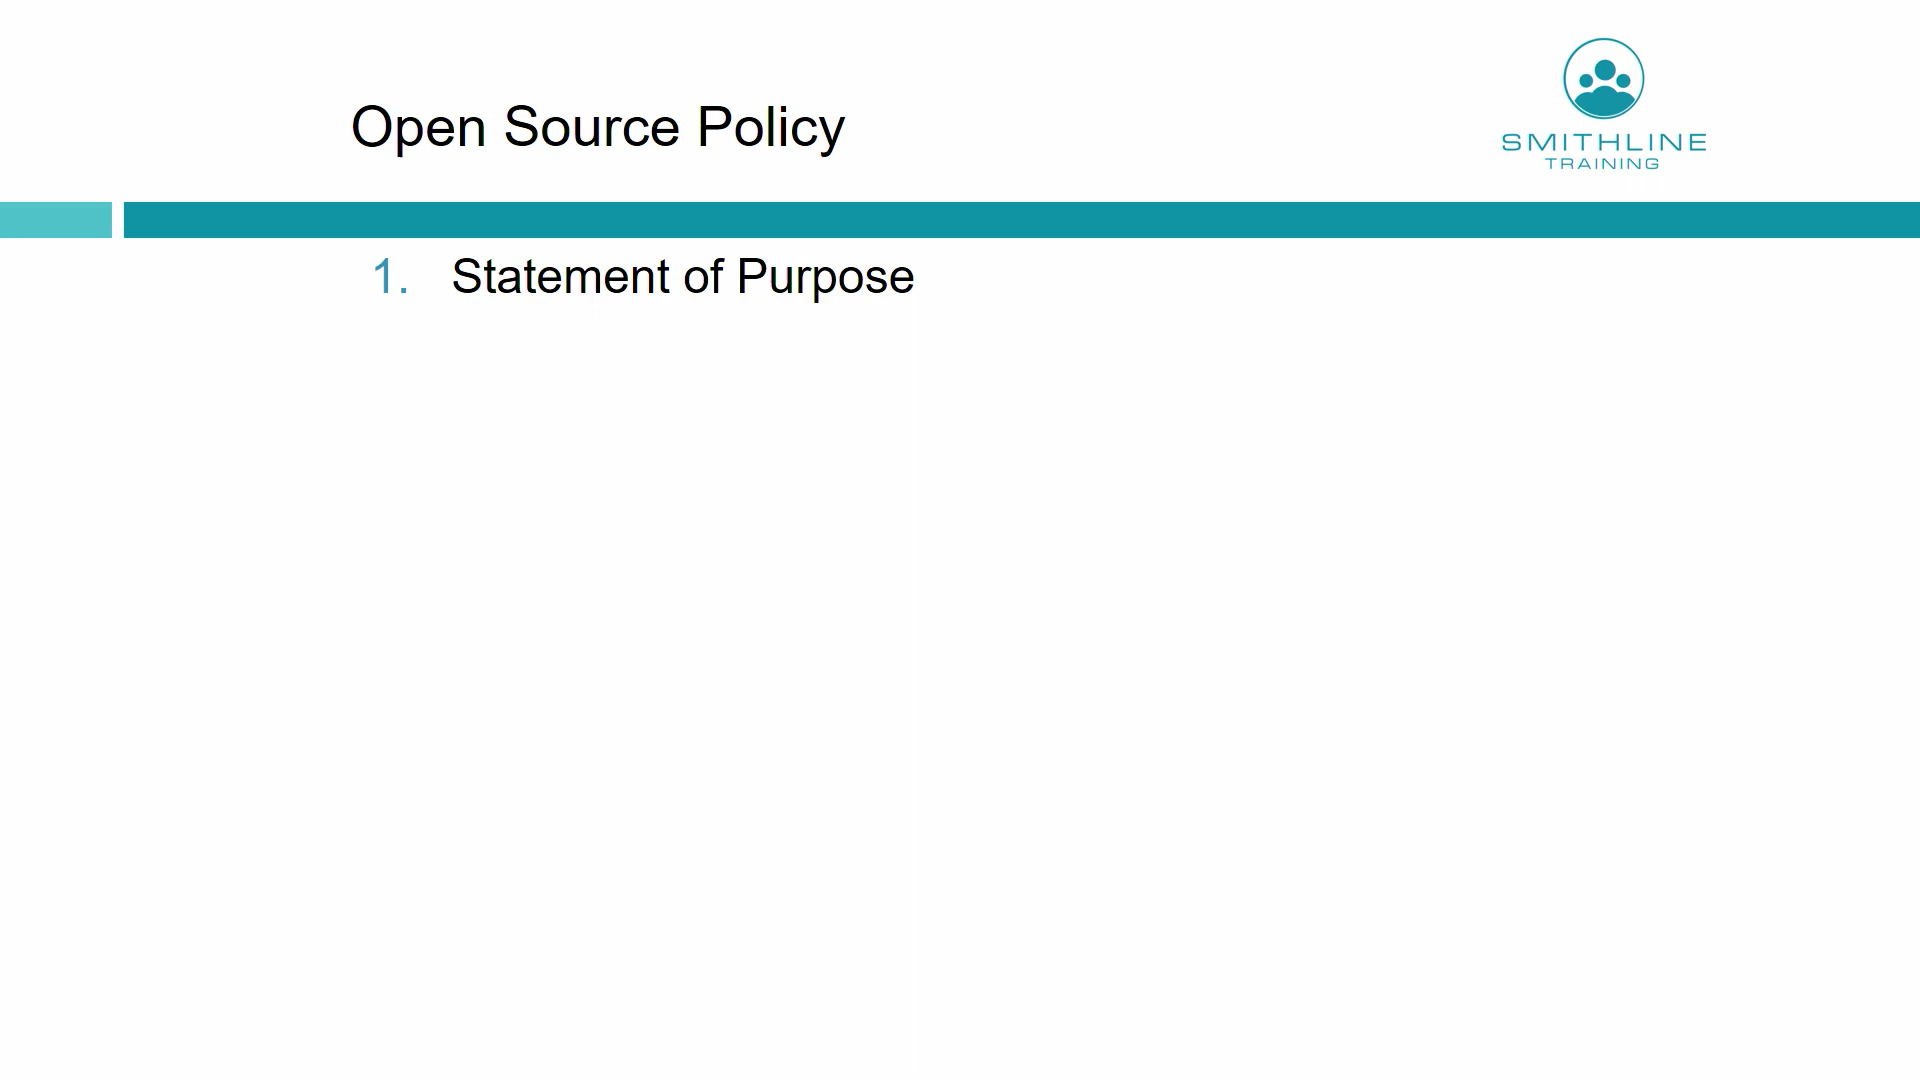 Open Source Policy
SMITHLINE
TRAINING
1. Statement of Purpose